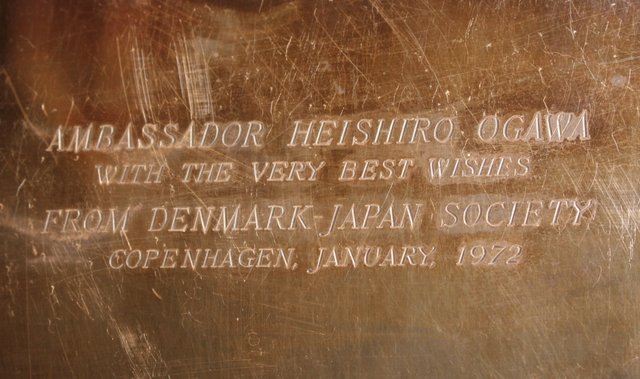 AMBASSADOR HEISHIRO OGAWA
WITH THE VERY BEST WISHES
FROM DENMARK-JAPAN SOCIETY
COPENHAGEN, JANUARY, 1972